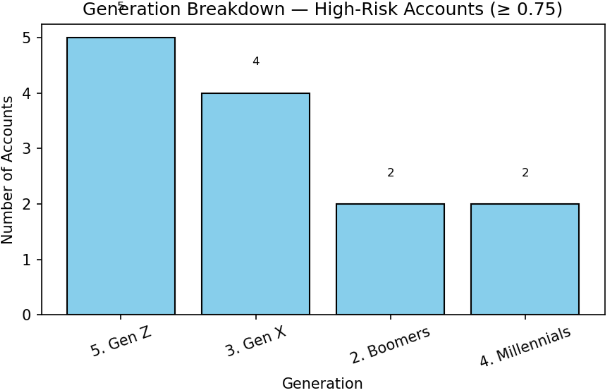 Generation Breakdown — High-Risk Accounts (≥ 0.75)
5
4
2
2
Number of Accounts
5
4
3
2
1
0
5. Gen Z
3. Gen X
2. Boomers
4. Millennials
Generation